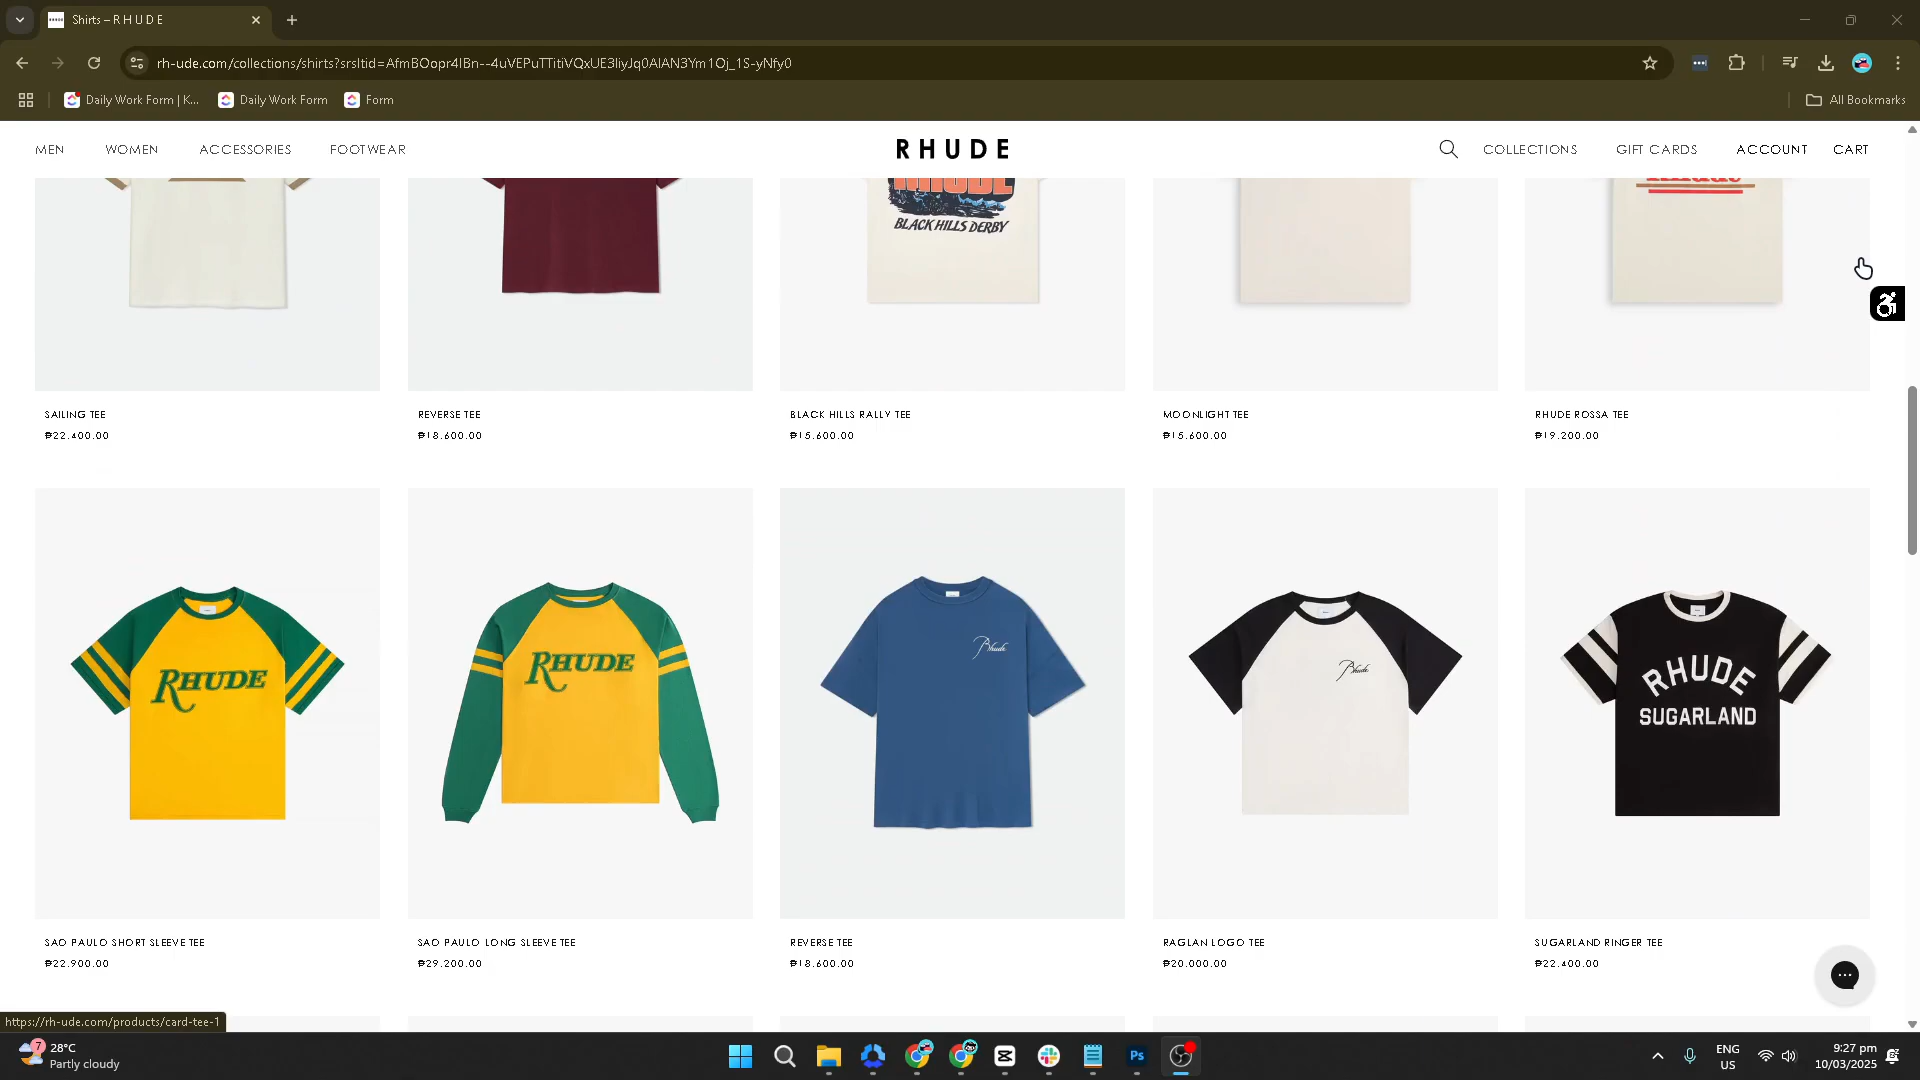 Shirts – R H U D E
rh-ude.com/collections/shirts?srsltid=AfmBOopr4IBn--4uVEPuTTitiVQxUE3IiyJq0AlAN3Ym1Oj_1S-yNfy0
Daily Work Form | K...
Daily Work Form
Form
All Bookmarks
MEN
WOMEN
ACCESSORIES
FOOTWEAR
RHUDE
COLLECTIONS
GIFT CARDS
ACCOUNT
CART
RHUDE
BLACK HILLS DERBY
SAILING TEE
₱22,400.00
REVERSE TEE
₱18,600.00
BLACK HILLS RALLY TEE
₱15,600.00
MOONLIGHT TEE
₱15,600.00
RHUDE ROSSA TEE
₱19,200.00
RHUDE
RHUDE
Rhude
Rhude
RHUDE
SUGARLAND
SAO PAULO SHORT SLEEVE TEE
₱22,900.00
SAO PAULO LONG SLEEVE TEE
₱29,200.00
REVERSE TEE
₱18,600.00
RAGLAN LOGO TEE
₱20,000.00
SUGARLAND RINGER TEE
₱22,400.00
https://rh-ude.com/products/card-tee-1
7
28°C
Partly cloudy
Ps
ENG
US
9:27 pm
10/03/2025